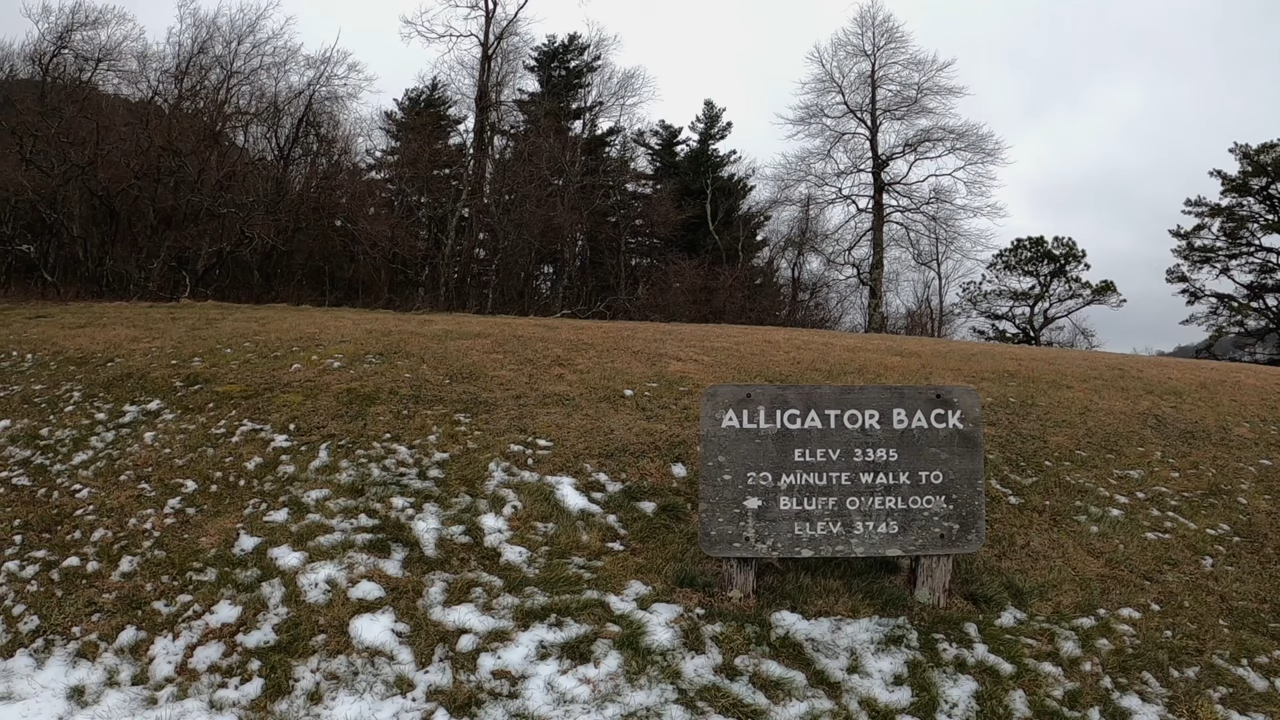 ALLIGATOR BACK
ELEV. 3385
20 MINUTE WALK TO
BLUFF OVERLOOK,
ELEV. 3745